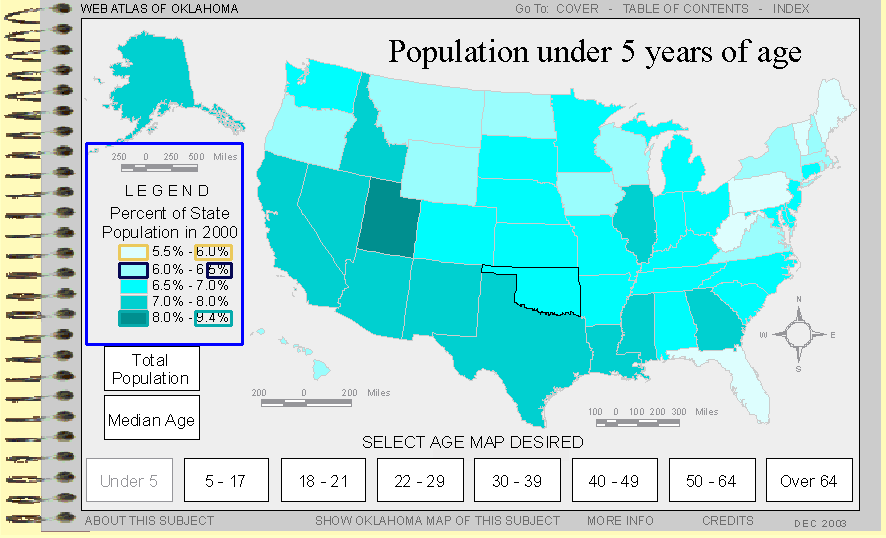 WEB ATLAS OF OKLAHOMA
Go To: COVER - TABLE OF CONTENTS - INDEX
Population under 5 years of age
250 0 250 500 Miles
LEGEND
Percent of State
Population in 2000
5.5% - 6.0%
6.0% - 6.5%
6.5% - 7.0%
7.0% - 8.0%
8.0% - 9.4%
N
W E
S
Total
Population
Median Age
200 0 200 Miles
100 0 100 200 300 Miles
SELECT AGE MAP DESIRED
Under 5
5 - 17
18 - 21
22 - 29
30 - 39
40 - 49
50 - 64
Over 64
ABOUT THIS SUBJECT
SHOW OKLAHOMA MAP OF THIS SUBJECT
MORE INFO
CREDITS
DEC 2003